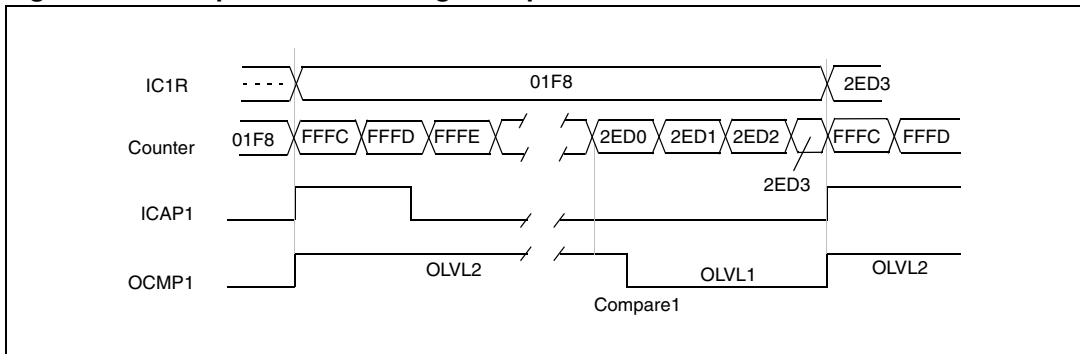 IC1R 01F8 2ED3
Counter 01F8 FFFC FFFD FFFE 2ED0 2ED1 2ED2 FFFC FFFD
2ED3
ICAP1
OCMP1 OLVL2 OLVL1 OLVL2
Compare1